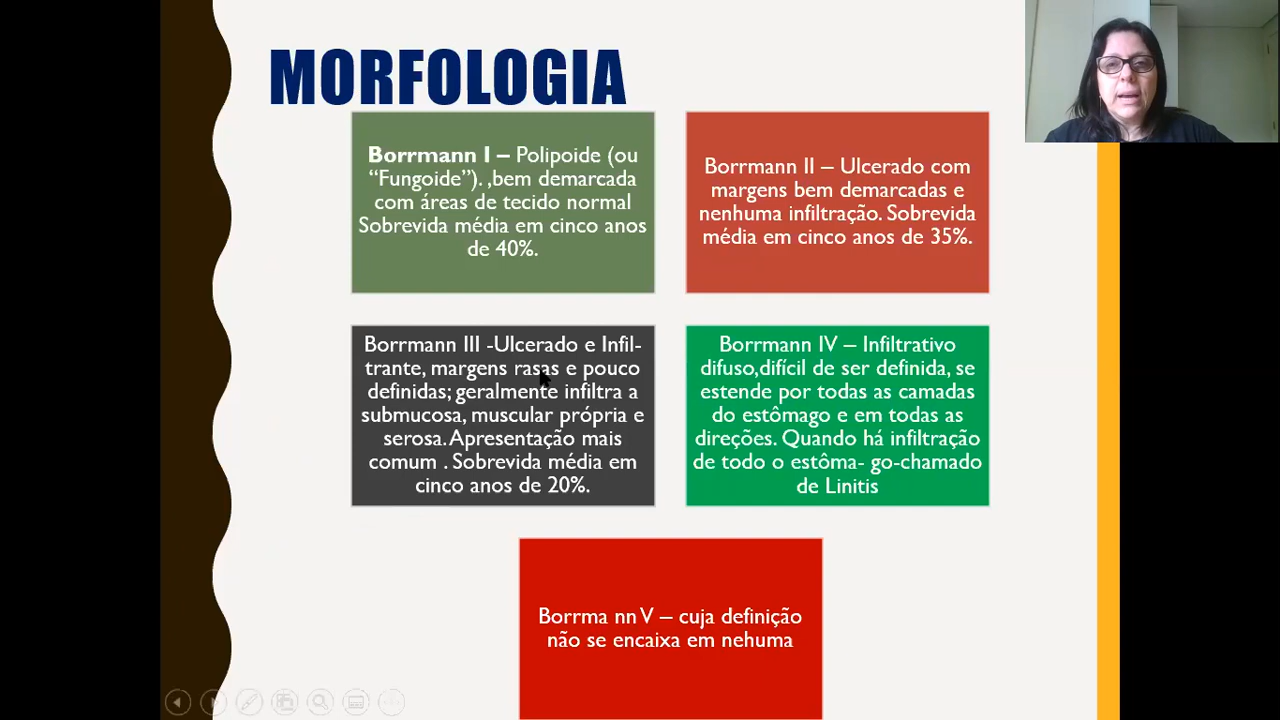 MORFOLOGIA
Borrmann I – Polipoide (ou
“Fungoide”). ,bem demarcada
com áreas de tecido normal
Sobrevida média em cinco anos
de 40%.
Borrmann II – Ulcerado com
margens bem demarcadas e
nenhuma infiltração. Sobrevida
média em cinco anos de 35%.
Borrmann III -Ulcerado e Infil-
trante, margens rasas e pouco
definidas; geralmente infiltra a
submucosa, muscular própria e
serosa. Apresentação mais
comum . Sobrevida média em
cinco anos de 20%.
Borrmann IV – Infiltrativo
difuso,difícil de ser definida, se
estende por todas as camadas
do estômago e em todas as
direções. Quando há infiltração
de todo o estôma- go-chamado
de Linitis
Borrma nn V – cuja definição
não se encaixa em nehuma